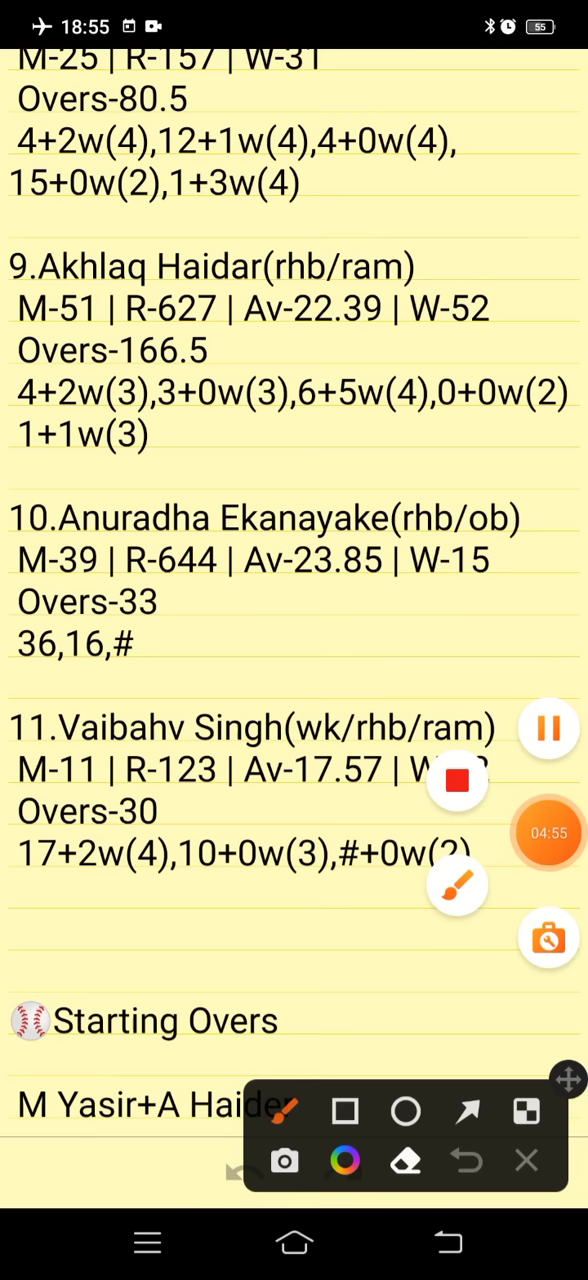 18:55
55
M-25 | R-157 | W-31
Overs-80.5
4+2w(4),12+1w(4),4+0w(4),
15+0w(2),1+3w(4)
9.Akhlaq Haidar(rhb/ram)
M-51 | R-627 | Av-22.39 | W-52
Overs-166.5
4+2w(3),3+0w(3),6+5w(4),0+0w(2)
1+1w(3)
10.Anuradha Ekanayake(rhb/ob)
M-39 | R-644 | Av-23.85 | W-15
Overs-33
36,16,#
11.Vaibahv Singh(wk/rhb/ram)
M-11 | R-123 | Av-17.57 |
Overs-30
04:55
17+2w(4),10+0w(3),#+0w(2)
Starting Overs
M Yasir+A Haider